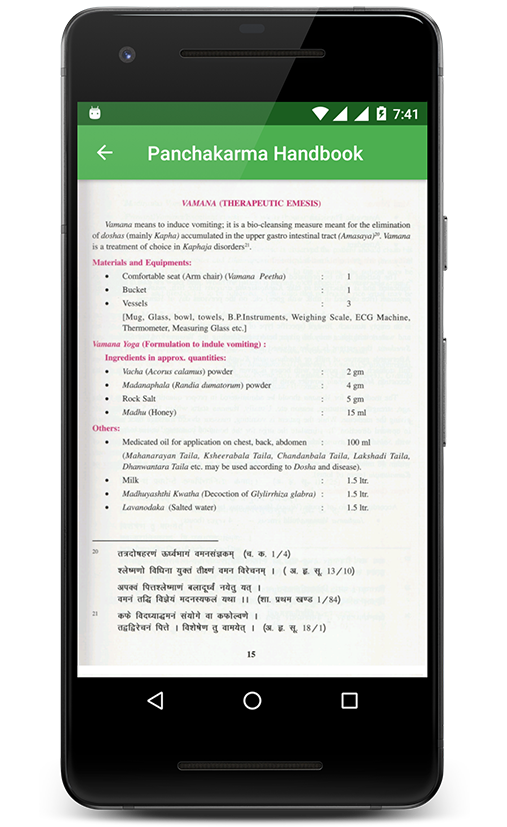 7:41
Panchakarma Handbook
VAMANA (THERAPEUTIC EMESIS)
Vamana means to induce vomiting; it is a bio-cleansing measure meant for the elimination
of doshas (mainly Kapha) accumulated in the upper gastro intestinal tract (Amasaya)20. Vamana
is a treatment of choice in Kaphaja disorders21.
Materials and Equipments:
• Comfortable seat (Arm chair) (Vamana Peetha) : 1
• Bucket : 1
• Vessels : 3
[Mug, Glass, bowl, towels, B.P.Instruments, Weighing Scale, ECG Machine,
Thermometer, Measuring Glass etc.]
Vamana Yoga (Formulation to indule vomiting) :
Ingredients in approx. quantities:
• Vacha (Acorus calamus) powder : 2 gm
• Madanaphala (Randia dumatorum) powder : 4 gm
• Rock Salt : 5 gm
• Madhu (Honey) : 15 ml
Others:
• Medicated oil for application on chest, back, abdomen : 100 ml
(Mahanarayan Taila, Ksheerabala Taila, Chandanbala Taila, Lakshadi Taila,
Dhanwantara Taila etc. may be used according to Dosha and disease).
• Milk : 1.5 ltr.
• Madhuyashthi Kwatha (Decoction of Glylirrhiza glabra) : 1.5 ltr.
• Lavanodaka (Salted water) : 1.5 ltr.
20 तत्रदोषहरणं ऊर्ध्वभागं वमनसंज्ञकम् (च. क. 1/4)
श्लेष्मणो विधिना युक्तं तीक्ष्णं वमन विरेचनम् । ( अ. हृ. सू. 13/10)
अपक्वं पित्तश्लेष्माणं बलादूर्ध्वं नयेतु यत् ।
वमनं तद्धि विज्ञेयं मदनस्यफलं यथा ।। (शा. प्रथम खण्ड 1/84)
21 कफे विदध्याद्वमनं संयोगे वा कफोल्वणे ।
तद्वद्विरेचनं पित्ते । विशेषेण तु वामयेत् । (अ. हृ. सू. 18/1)
15